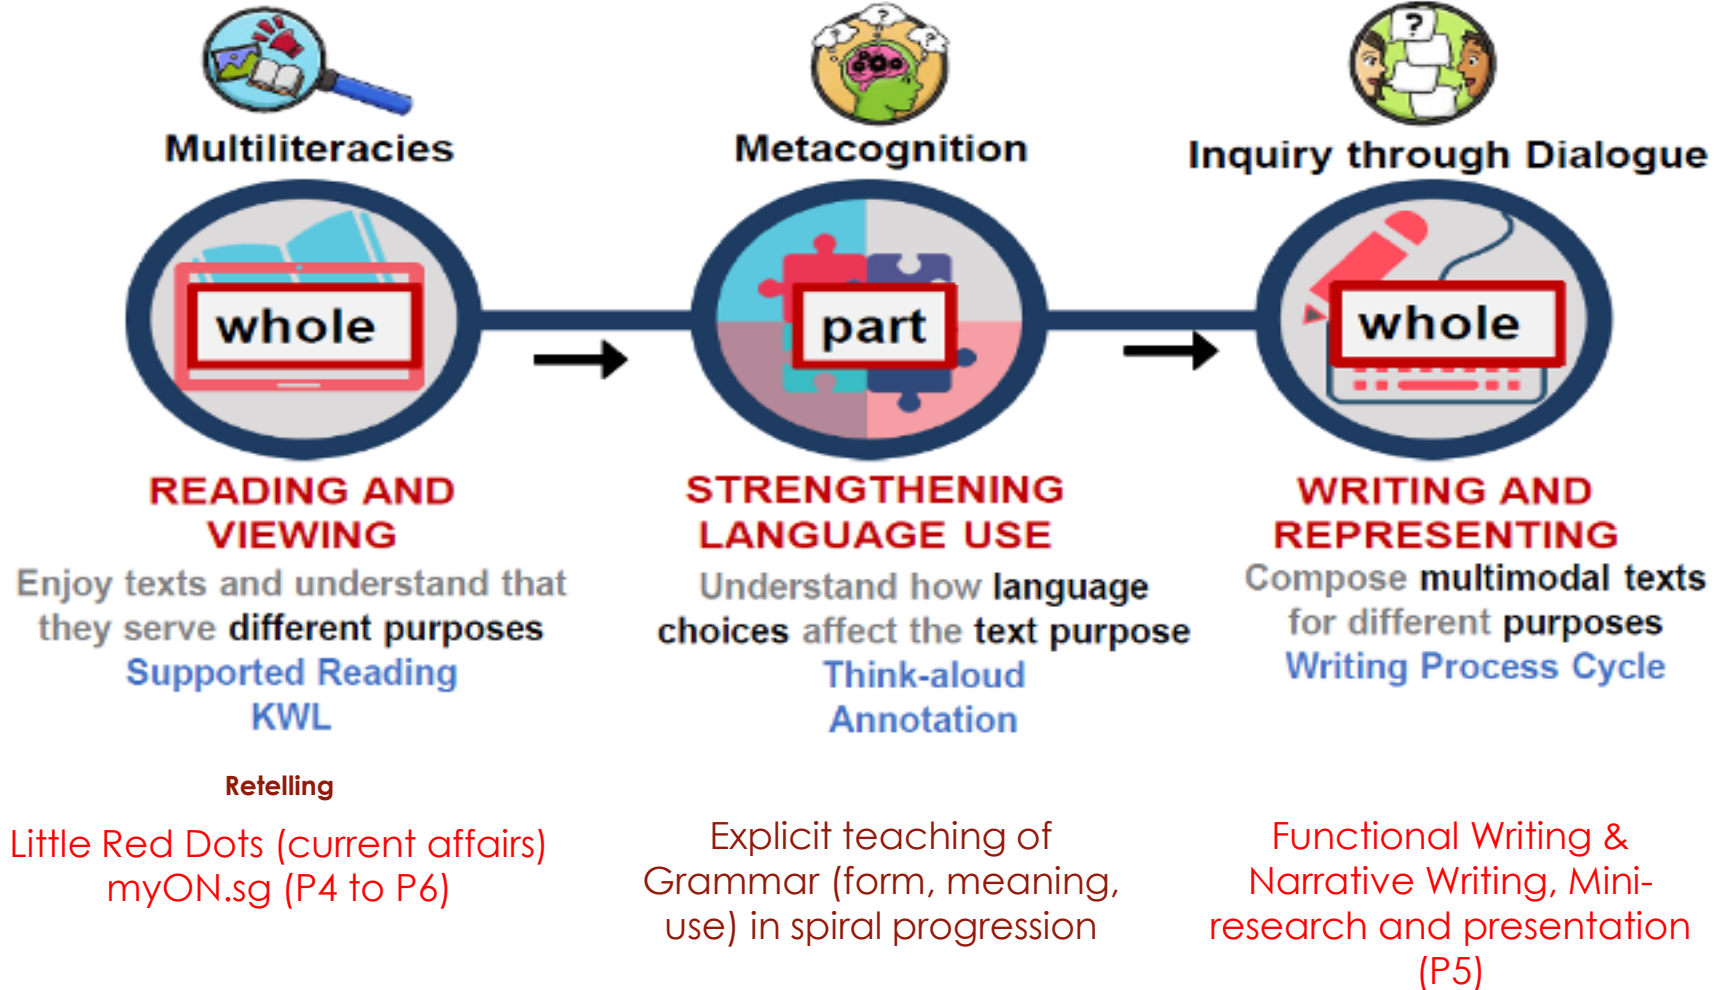 Multiliteracies
whole
READING AND
VIEWING
Enjoy texts and understand that
they serve different purposes
Supported Reading
KWL
Retelling
Little Red Dots (current affairs)
myON.sg (P4 to P6)
?
Metacognition
part
STRENGTHENING
LANGUAGE USE
Understand how language
choices affect the text purpose
Think-aloud
Annotation
Explicit teaching of
Grammar (form, meaning,
use) in spiral progression
?
Inquiry through Dialogue
whole
WRITING AND
REPRESENTING
Compose multimodal texts
for different purposes
Writing Process Cycle
Functional Writing &
Narrative Writing, Mini-
research and presentation
(P5)